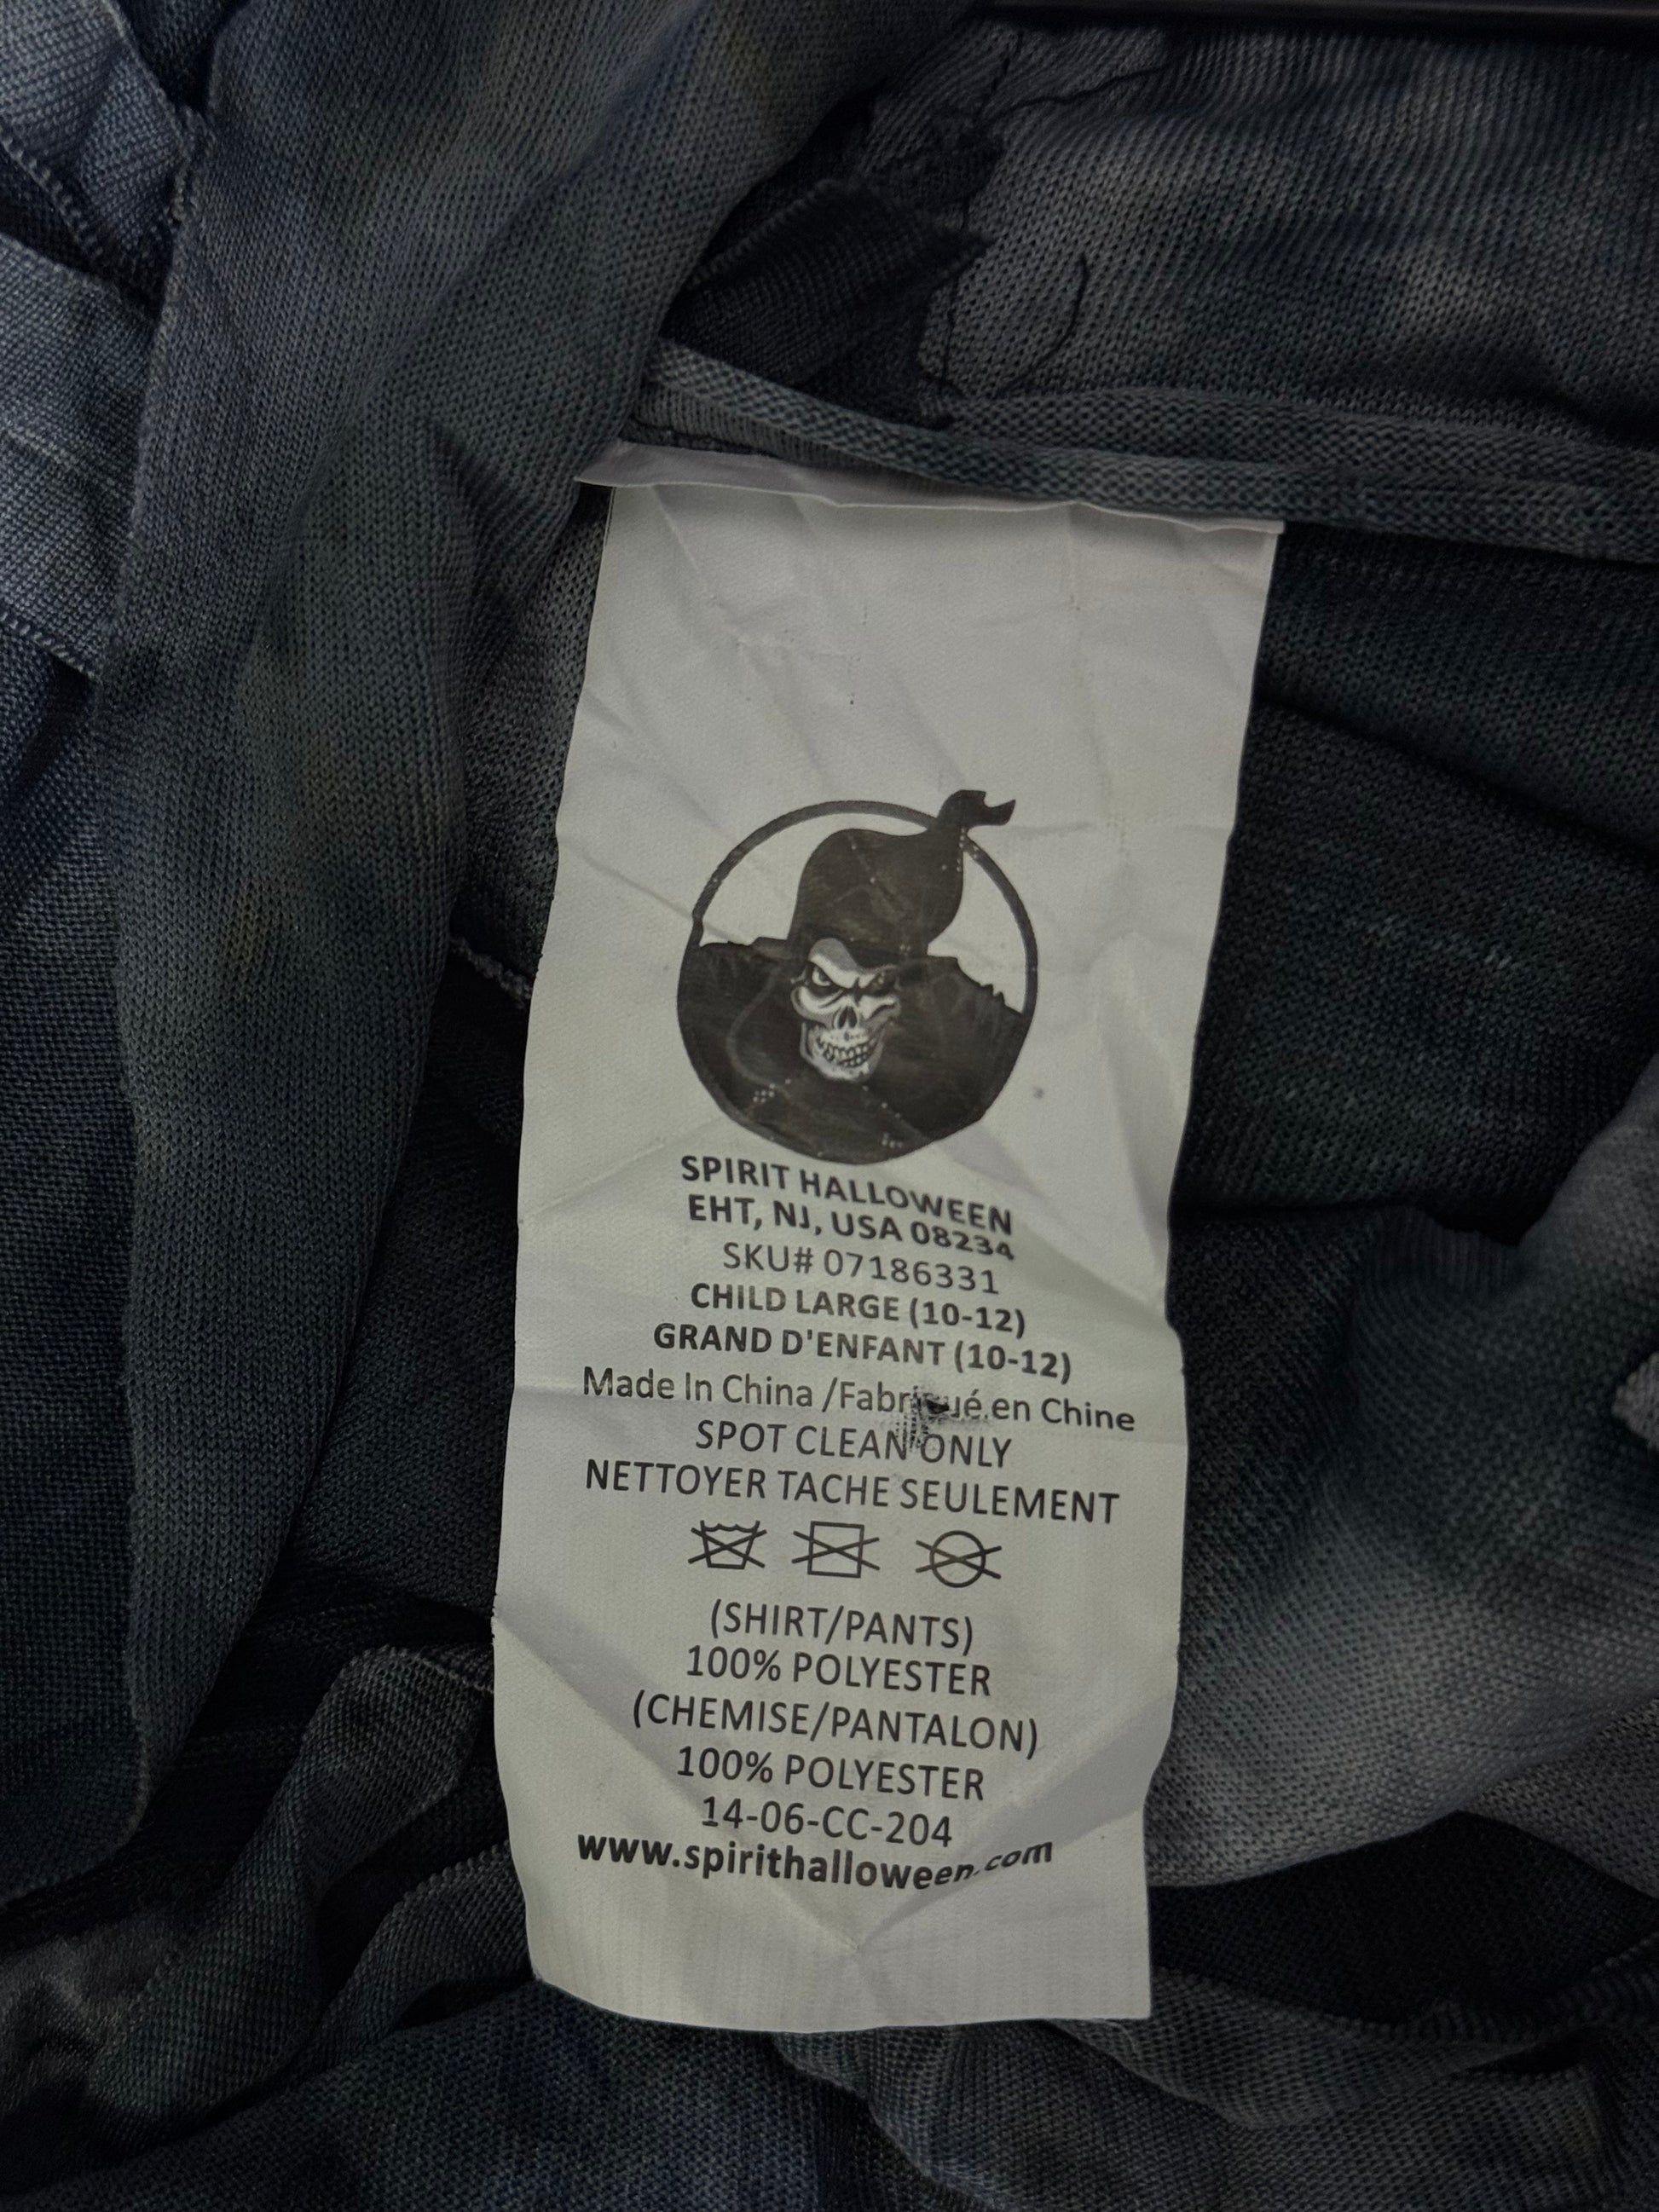 SPIRIT HALLOWEEN
EHT, NJ, USA 08234
SKU# 07186331
CHILD LARGE (10-12)
GRAND D'ENFANT (10-12)
Made In China /Fabriqué en Chine
SPOT CLEAN ONLY
NETTOYER TACHE SEULEMENT
(SHIRT/PANTS)
100% POLYESTER
(CHEMISE/PANTALON)
100% POLYESTER
14-06-CC-204
www.spirithalloween.com